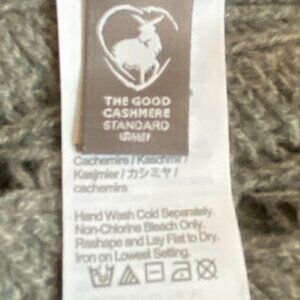 THE GOOD
CASHMERE
STANDARD
Cachemire / Kaschmir /
Kasjmier / カシミヤ /
cachemira
Hand Wash Cold Separately.
Non-Chlorine Bleach Only.
Reshape and Lay Flat to Dry.
Iron on Lowest Setting.